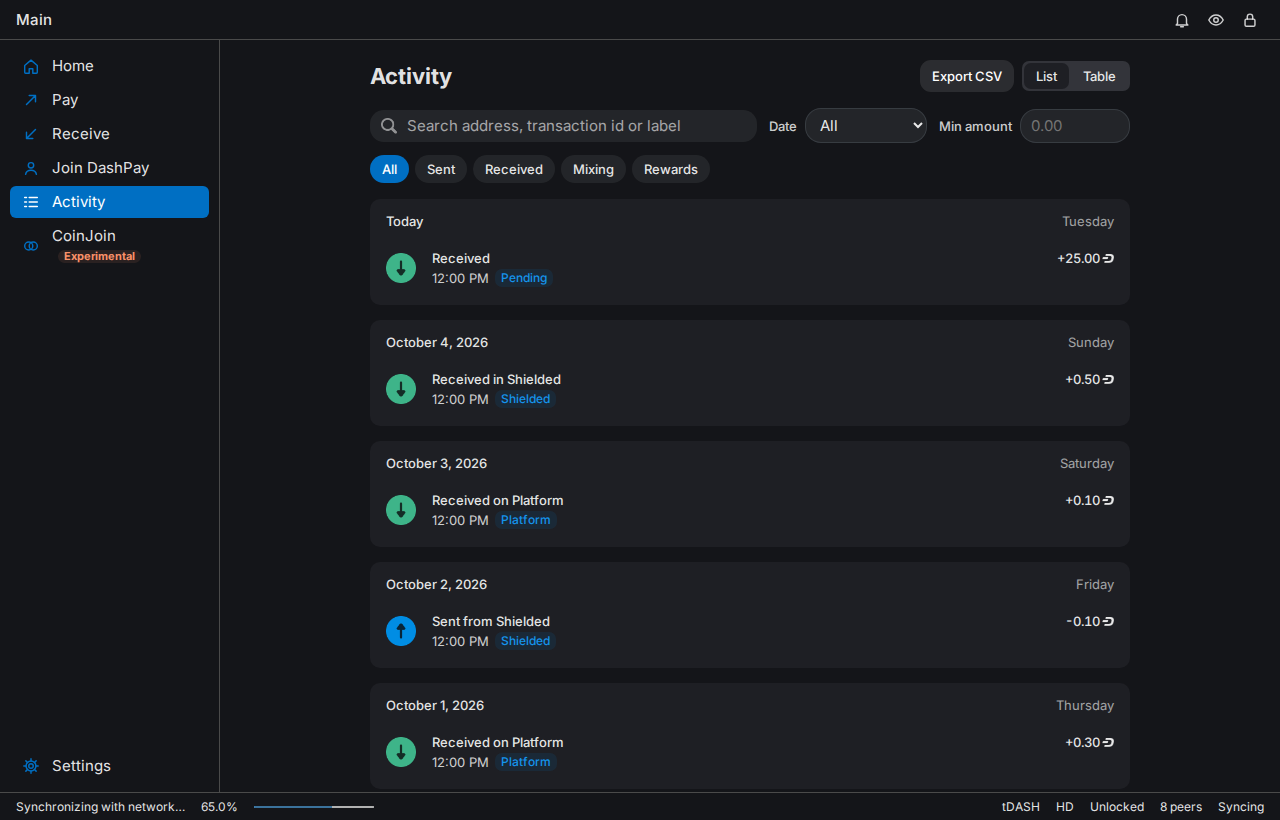 Main
Home
Pay
Receive
Join DashPay
Activity
CoinJoin
Experimental
Settings
Activity
Export CSV
List
Table
Search address, transaction id or label
Date
All
Min amount
0.00
All
Sent
Received
Mixing
Rewards
Today
Tuesday
Received
+25.00
12:00 PM
Pending
October 4, 2026
Sunday
Received in Shielded
+0.50
12:00 PM
Shielded
October 3, 2026
Saturday
Received on Platform
+0.10
12:00 PM
Platform
October 2, 2026
Friday
Sent from Shielded
-0.10
12:00 PM
Shielded
October 1, 2026
Thursday
Received on Platform
+0.30
12:00 PM
Platform
Synchronizing with network...
65.0%
tDASH
HD
Unlocked
8 peers
Syncing